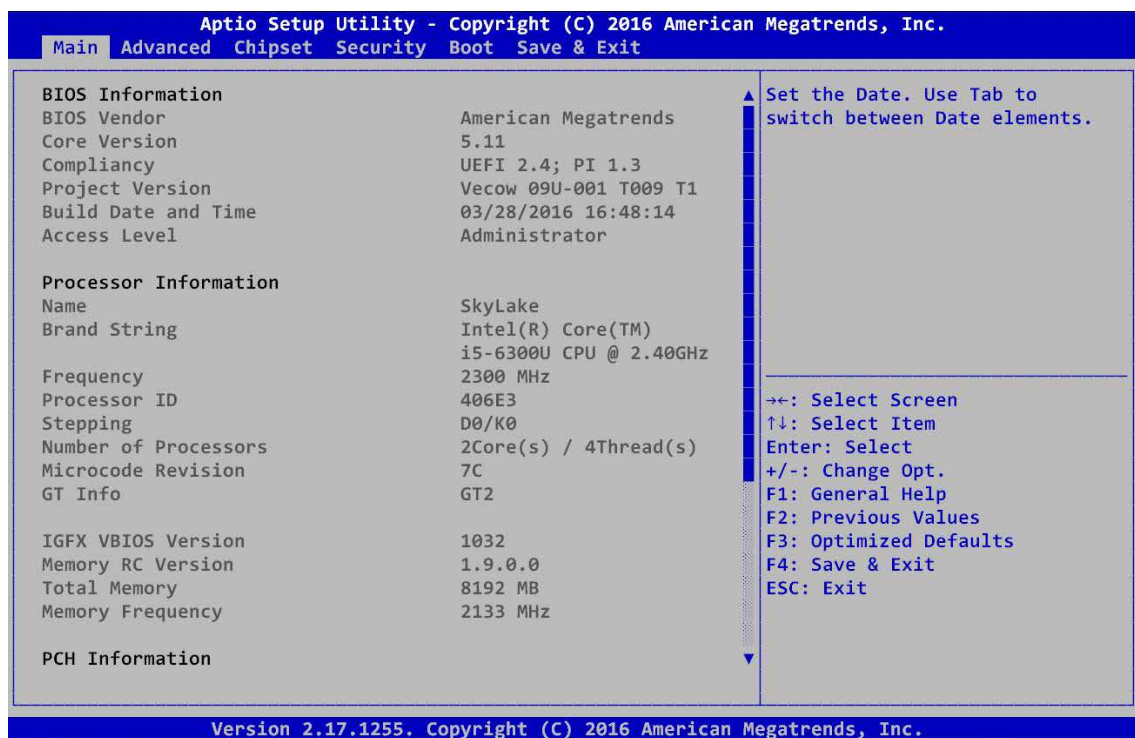 Aptio Setup Utility - Copyright (C) 2016 American Megatrends, Inc.
Main Advanced Chipset Security Boot Save & Exit
BIOS Information
BIOS Vendor American Megatrends
Core Version 5.11
Compliancy UEFI 2.4; PI 1.3
Project Version Vecow 09U-001 T009 T1
Build Date and Time 03/28/2016 16:48:14
Access Level Administrator
Processor Information
Name SkyLake
Brand String Intel(R) Core(TM)
i5-6300U CPU @ 2.40GHz
Frequency 2300 MHz
Processor ID 406E3
Stepping D0/K0
Number of Processors 2Core(s) / 4Thread(s)
Microcode Revision 7C
GT Info GT2
IGFX VBIOS Version 1032
Memory RC Version 1.9.0.0
Total Memory 8192 MB
Memory Frequency 2133 MHz
PCH Information
Set the Date. Use Tab to
switch between Date elements.
→←: Select Screen
↑↓: Select Item
Enter: Select
+/-: Change Opt.
F1: General Help
F2: Previous Values
F3: Optimized Defaults
F4: Save & Exit
ESC: Exit
Version 2.17.1255. Copyright (C) 2016 American Megatrends, Inc.